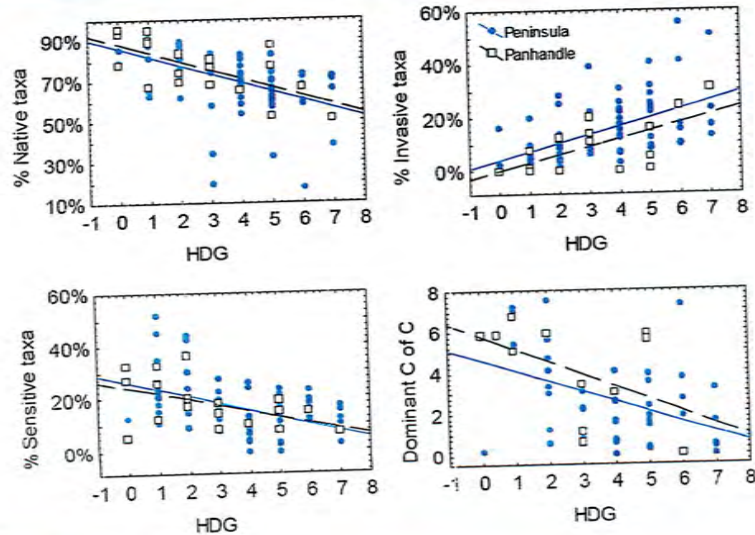 90%
70%
50%
30%
10%
% Native taxa
-1 0 1 2 3 4 5 6 7 8
HDG
60%
40%
20%
0%
% Invasive taxa
Peninsula
Panhandle
-1 0 1 2 3 4 5 6 7 8
HDG
60%
40%
20%
0%
% Sensitive taxa
-1 0 1 2 3 4 5 6 7 8
HDG
8
6
4
2
0
Dominant C of C
-1 0 1 2 3 4 5 6 7 8
HDG